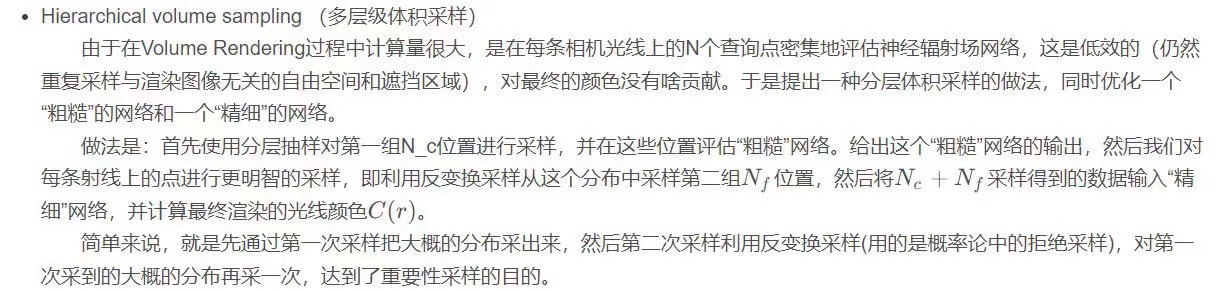 • Hierarchical volume sampling （多层级体积采样）
由于在Volume Rendering过程中计算量很大，是在每条相机光线上的N个查询点密集地评估神经辐射场网络，这是低效的（仍然
重复采样与渲染图像无关的自由空间和遮挡区域），对最终的颜色没有啥贡献。于是提出一种分层体积采样的做法，同时优化一个
“粗糙”的网络和一个“精细”的网络。
做法是：首先使用分层抽样对第一组N_c位置进行采样，并在这些位置评估“粗糙”网络。给出这个“粗糙”网络的输出，然后我们对
每条射线上的点进行更明智的采样，即利用反变换采样从这个分布中采样第二组$N_f$ 位置，然后将$N_c + N_f$ 采样得到的数据输入“精
细”网络，并计算最终渲染的光线颜色$C(r)$。
简单来说，就是先通过第一次采样把大概的分布采出来，然后第二次采样利用反变换采样(用的是概率论中的拒绝采样)，对第一
次采到的大概的分布再采一次，达到了重要性采样的目的。